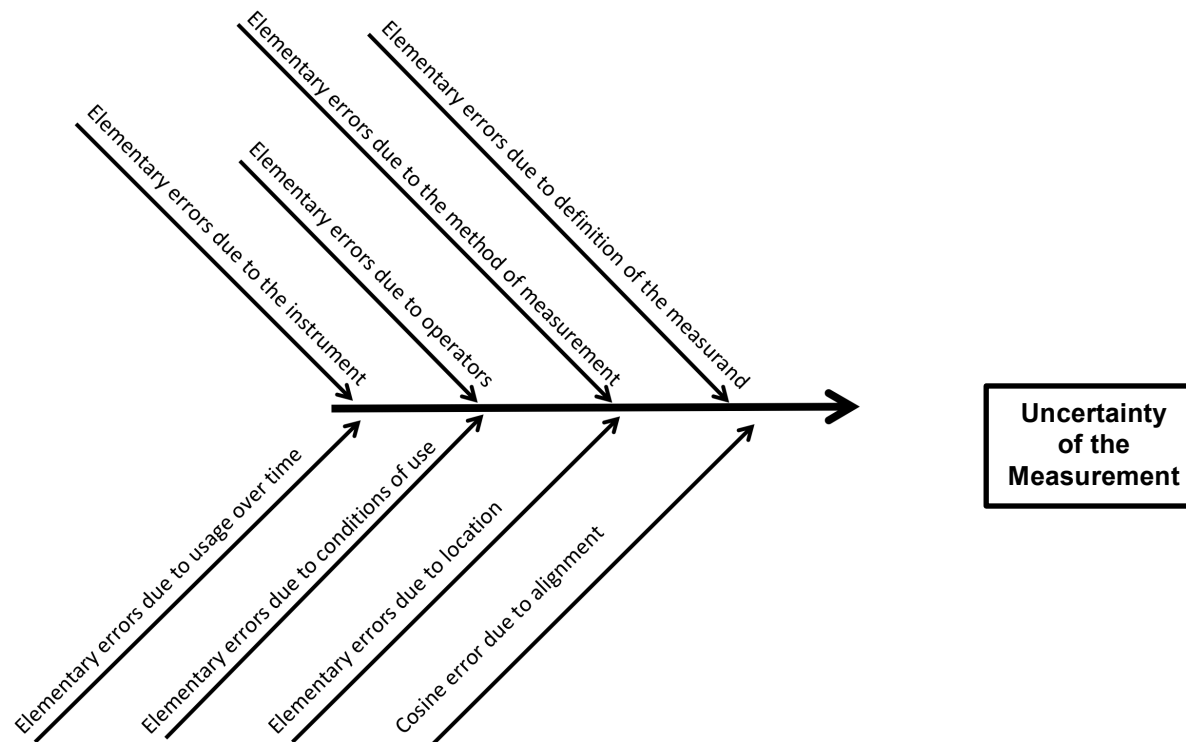 Elementary errors due to the instrument
Elementary errors due to operators
Elementary errors due to the method of measurement
Elementary errors due to definition of the measurand
Elementary errors due to usage over time
Elementary errors due to conditions of use
Elementary errors due to location
Cosine error due to alignment
Uncertainty
of the
Measurement